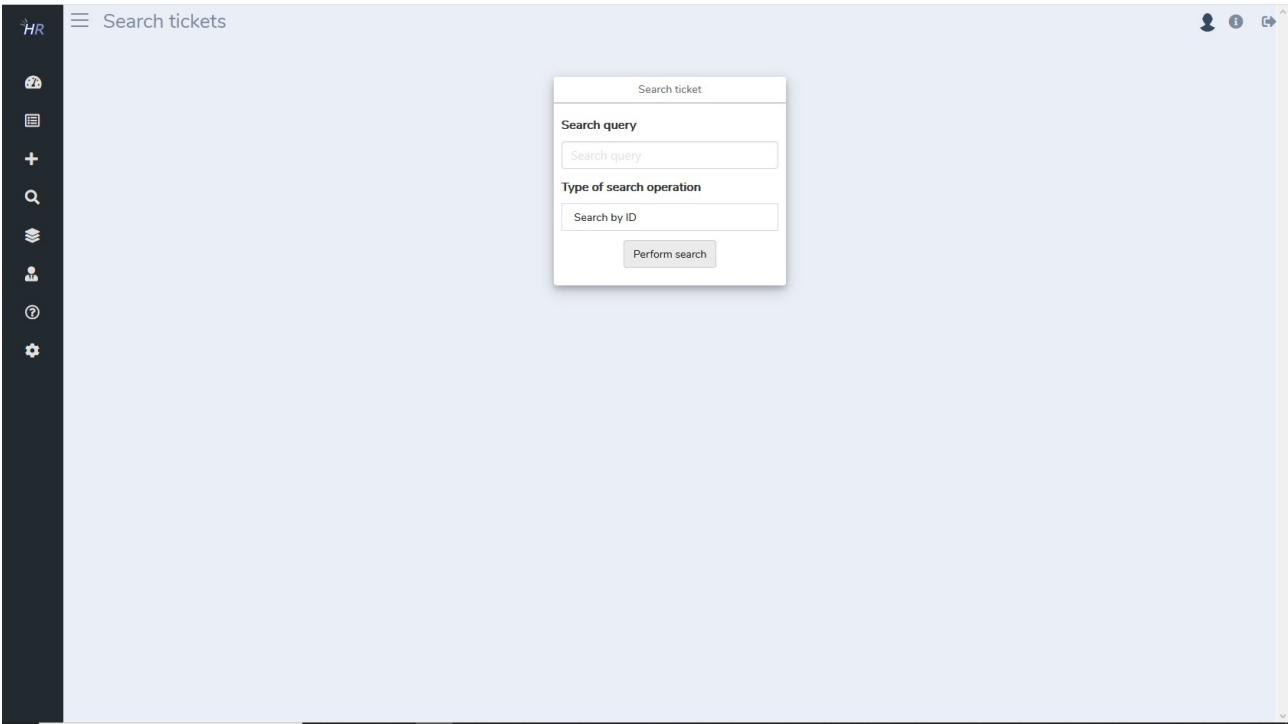 HR
Search tickets
Search ticket
Search query
Search query
Type of search operation
Search by ID
Perform search